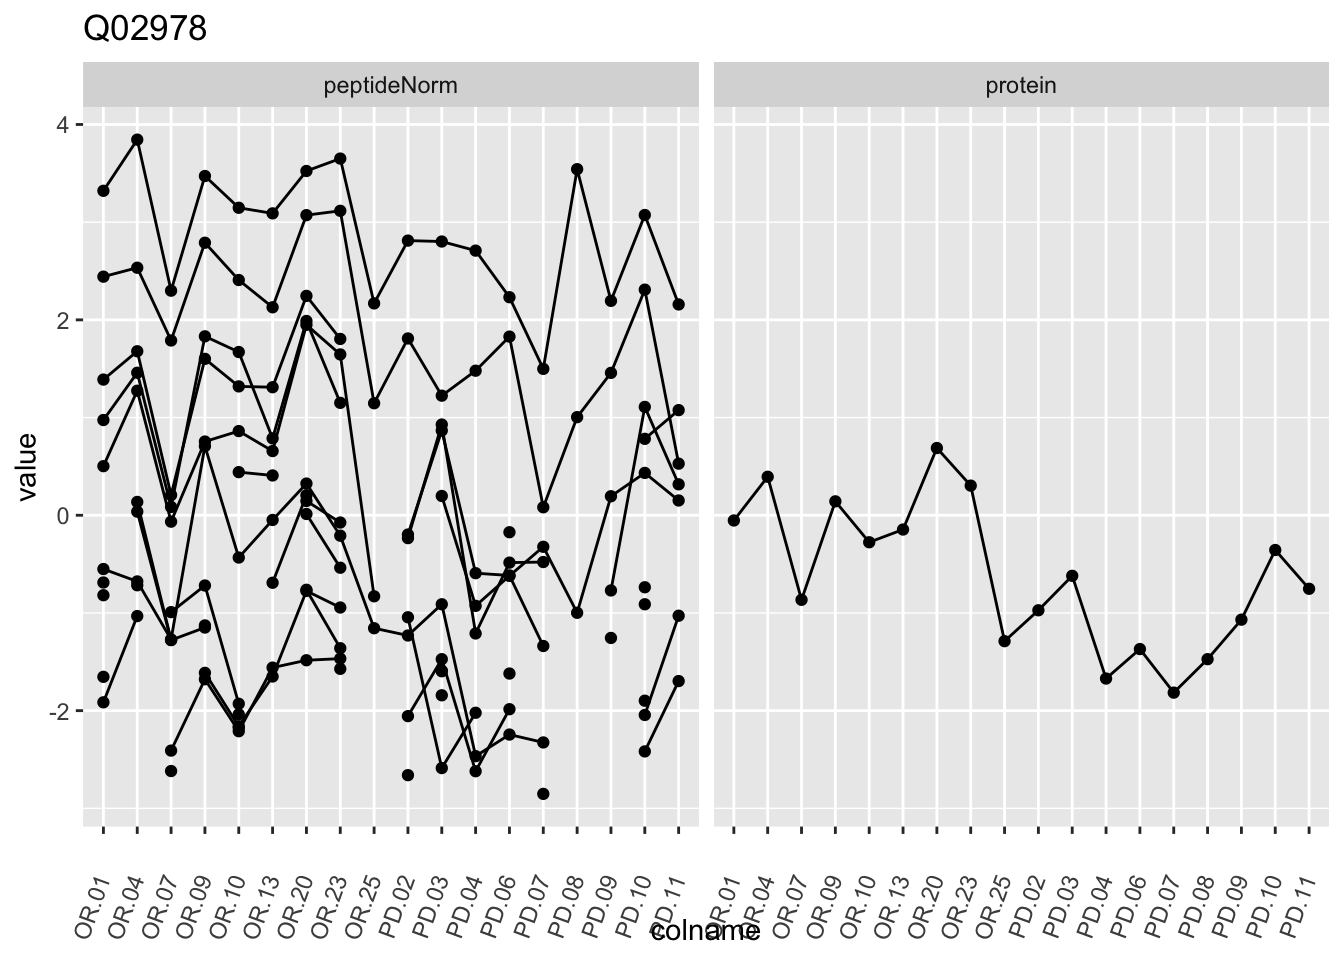 Q02978
peptideNorm
protein
value
4
2
0
-2
OR.01 OR.04 OR.07 OR.09 OR.10 OR.13 OR.20 OR.23 OR.25 PD.02 PD.03 PD.04 PD.06 PD.07 PD.08 PD.09 PD.10 PD.11
OR.01 OR.04 OR.07 OR.09 OR.10 OR.13 OR.20 OR.23 OR.25 PD.02 PD.03 PD.04 PD.06 PD.07 PD.08 PD.09 PD.10 PD.11
colname